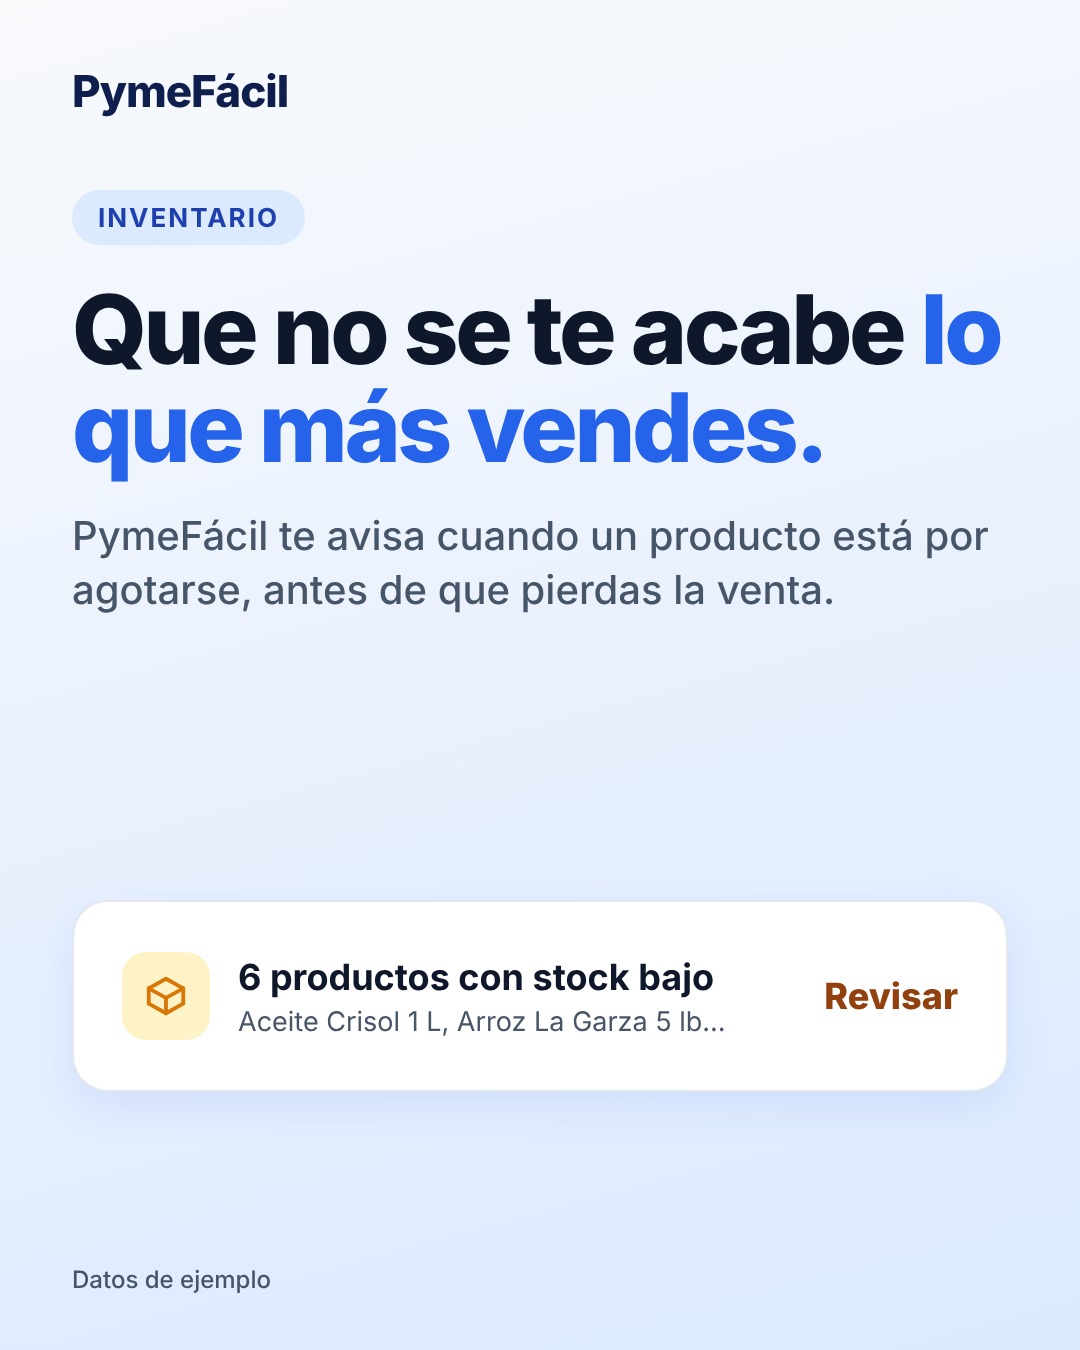 PymeFácil
INVENTARIO
Que no se te acabe lo
que más vendes.
PymeFácil te avisa cuando un producto está por
agotarse, antes de que pierdas la venta.
6 productos con stock bajo
Aceite Crisol 1 L, Arroz La Garza 5 lb...
Revisar
Datos de ejemplo